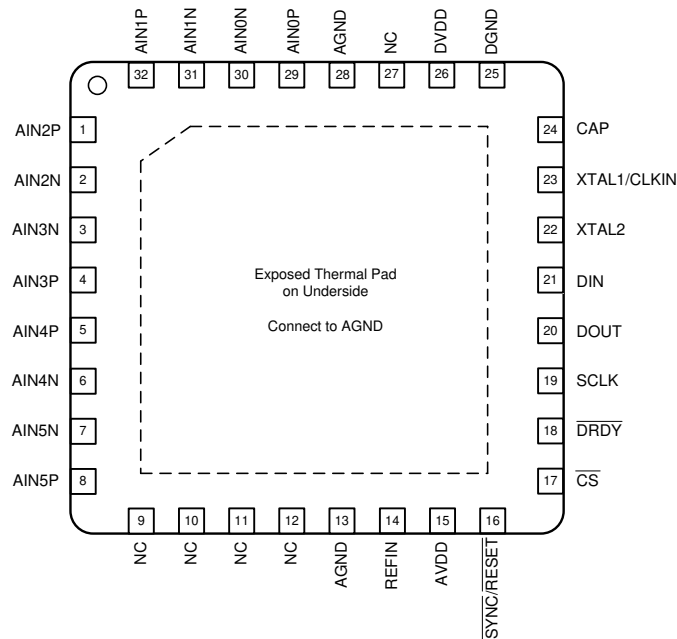 AIN1P
AIN1N
AIN0N
AIN0P
AGND
NC
DVDD
DGND
32
31
30
29
28
27
26
25
AIN2P 1
AIN2N 2
AIN3N 3
AIN3P 4
AIN4P 5
AIN4N 6
AIN5N 7
AIN5P 8
24 CAP
23 XTAL1/CLKIN
22 XTAL2
21 DIN
20 DOUT
19 SCLK
18 DRDY
17 CS
Exposed Thermal Pad
on Underside
Connect to AGND
9
10
11
12
13
14
15
16
NC
NC
NC
NC
AGND
REFIN
AVDD
SYNC/RESET